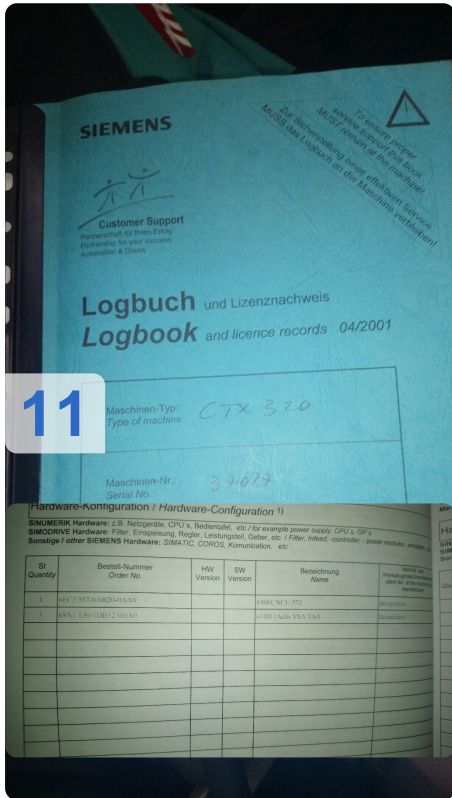 SIEMENS
To ensure proper
service support this book
MUST remain at the machine!
Zur Sicherstellung eines effektiven Service
MUSS das Logbuch an der Maschine verbleiben!
Customer Support
Partnerschaft für Ihren Erfolg
Partnership for your success
Automation & Drives
Logbuch und Lizenznachweis
Logbook and licence records 04/2001
Maschinen-Typ: CTX 320
Type of machine:
11
Maschinen-Nr.:
Serial No.
Hardware-Konfiguration / Hardware-Configuration 1)
SINUMERIK Hardware: z.B. Netzgeräte, CPU´s, Bedientafel, etc / for example power supply, CPU´s, OP´s
SIMODRIVE Hardware: Filter, Einspeisung, Regler, Leistungsteil, Geber, etc / Filter, Infeed, -controller, - power modules, encoders,
Sonstige / other SIEMENS Hardware: SIMATIC, COROS, Komunication, etc
St Bestell-Nummer HW SW Bezeichnung
Quantity Order No. Version Version Name
1